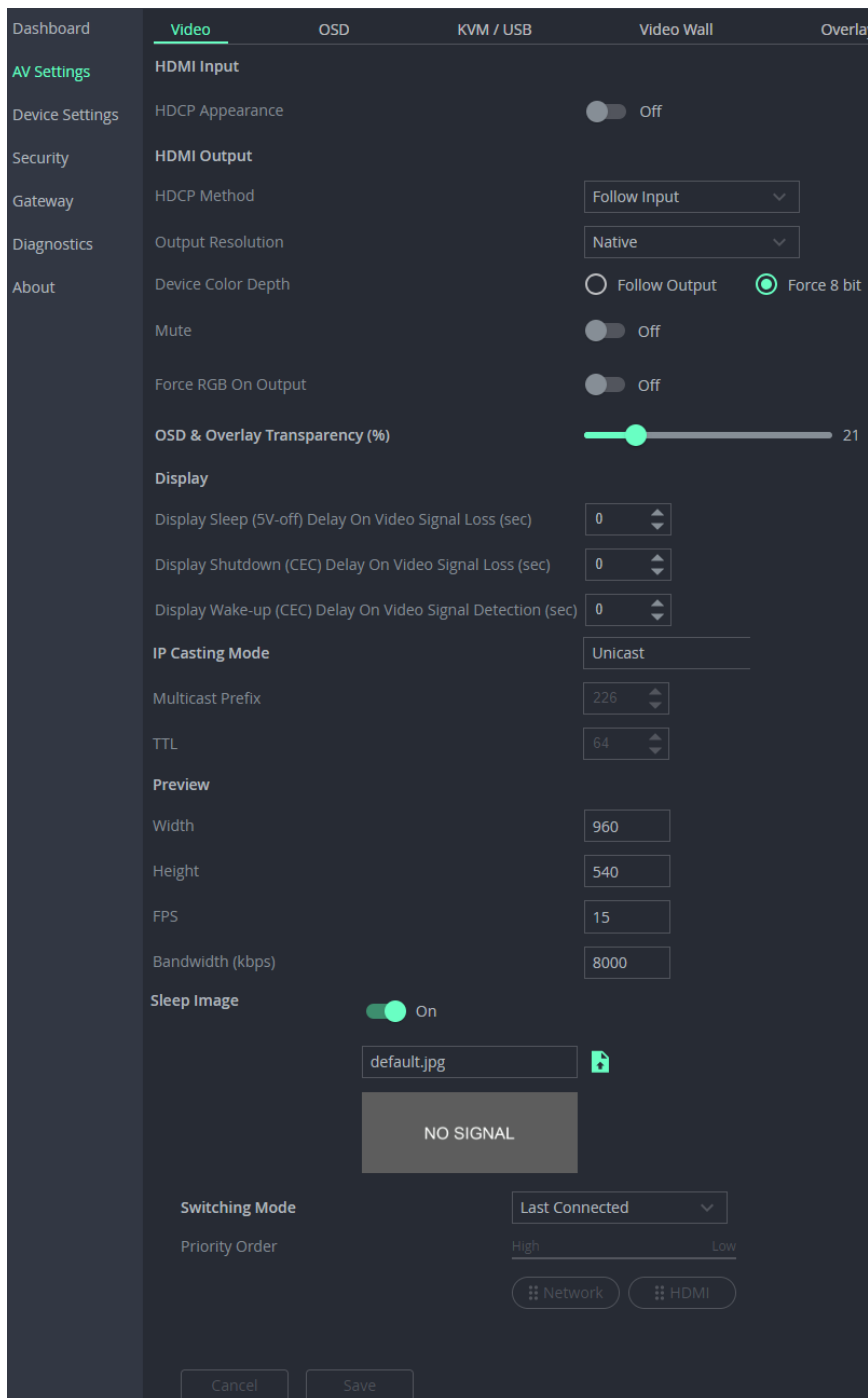 Dashboard
AV Settings
Device Settings
Security
Gateway
Diagnostics
About
Video OSD KVM / USB Video Wall Overlay
HDMI Input
HDCP Appearance Off
HDMI Output
HDCP Method Follow Input
Output Resolution Native
Device Color Depth Follow Output Force 8 bit
Mute Off
Force RGB On Output Off
OSD & Overlay Transparency (%) 21
Display
Display Sleep (5V-off) Delay On Video Signal Loss (sec) 0
Display Shutdown (CEC) Delay On Video Signal Loss (sec) 0
Display Wake-up (CEC) Delay On Video Signal Detection (sec) 0
IP Casting Mode Unicast
Multicast Prefix 226
TTL 64
Preview
Width 960
Height 540
FPS 15
Bandwidth (kbps) 8000
Sleep Image On
default.jpg
NO SIGNAL
Switching Mode Last Connected
Priority Order High Low
Network HDMI
Cancel Save